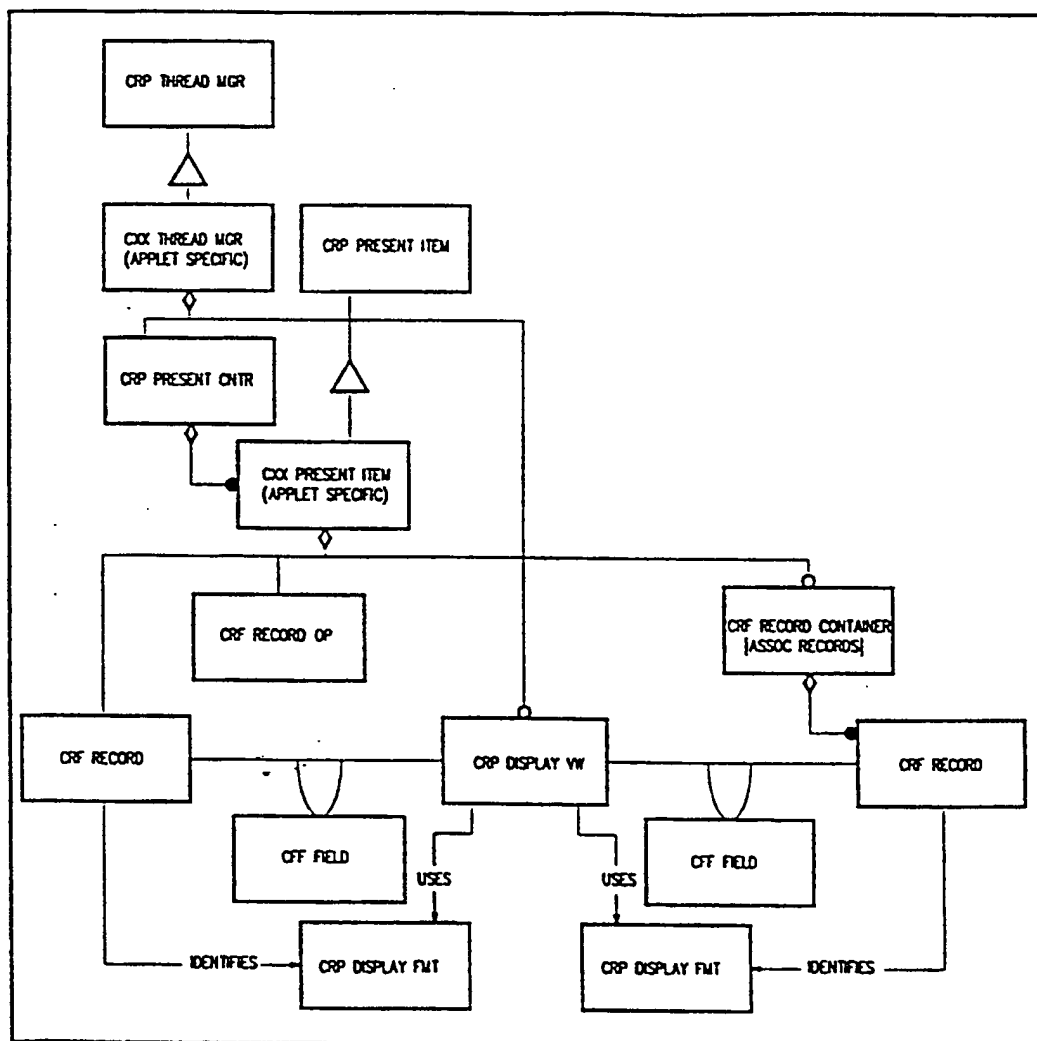 CRP THREAD MGR
CXX THREAD MGR
(APPLET SPECIFIC)
CRP PRESENT ITEM
CRP PRESENT CNTR
CXX PRESENT ITEM
(APPLET SPECIFIC)
CRF RECORD OP
CRF RECORD CONTAINER
[ASSOC RECORDS]
CRF RECORD
CRP DISPLAY VW
CRF RECORD
CFF FIELD
CFF FIELD
USES
USES
CRP DISPLAY FMT
CRP DISPLAY FMT
IDENTIFIES
IDENTIFIES